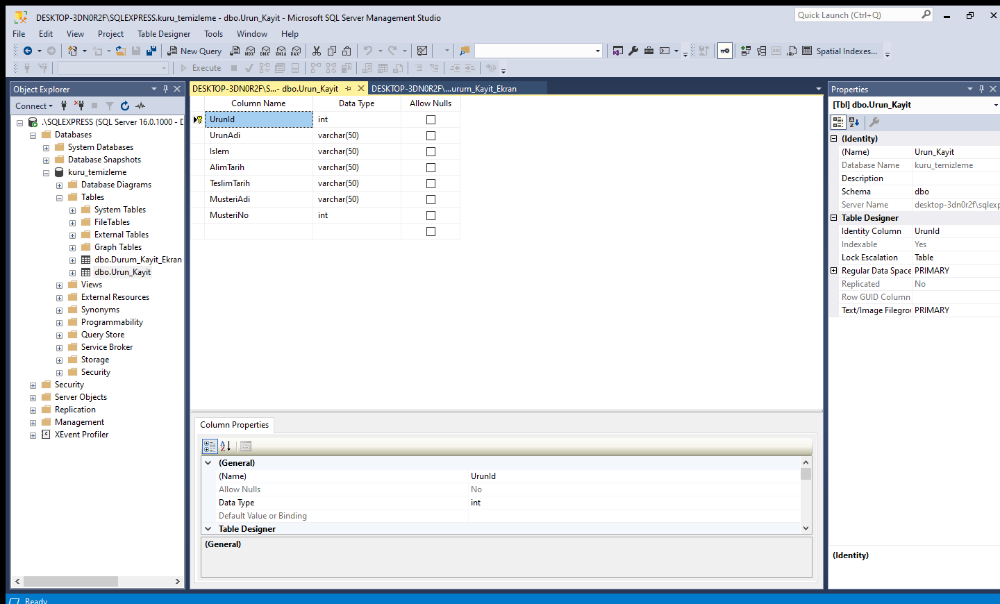 DESKTOP-3DN0R2F\SQLEXPRESS.kuru_temizleme - dbo.Urun_Kayit - Microsoft SQL Server Management Studio
Quick Launch (Ctrl+Q)
File Edit View Project Table Designer Tools Window Help
New Query MDX DMX XMLA DAX Spatial Indexes...
Execute
Object Explorer
Connect
.\SQLEXPRESS (SQL Server 16.0.1000 - D
Databases
System Databases
Database Snapshots
kuru_temizleme
Database Diagrams
Tables
System Tables
FileTables
External Tables
Graph Tables
dbo.Durum_Kayit_Ekran
dbo.Urun_Kayit
Views
External Resources
Synonyms
Programmability
Query Store
Service Broker
Storage
Security
Security
Server Objects
Replication
Management
XEvent Profiler
DESKTOP-3DN0R2F\S...- dbo.Urun_Kayit DESKTOP-3DN0R2F\...urum_Kayit_Ekran
Column Name Data Type Allow Nulls
UrunId int
UrunAdi varchar(50)
Islem varchar(50)
AlimTarih varchar(50)
TeslimTarih varchar(50)
MusteriAdi varchar(50)
MusteriNo int
Column Properties
(General)
(Name) UrunId
Allow Nulls No
Data Type int
Default Value or Binding
Table Designer
(General)
Properties
[Tbl] dbo.Urun_Kayit
(Identity)
(Name) Urun_Kayit
Database Name kuru_temizleme
Description
Schema dbo
Server Name desktop-3dn0r2f\sqlexp
Table Designer
Identity Column UrunId
Indexable Yes
Lock Escalation Table
Regular Data Space PRIMARY
Replicated No
Row GUID Column
Text/Image Filegro PRIMARY
(Identity)
Ready